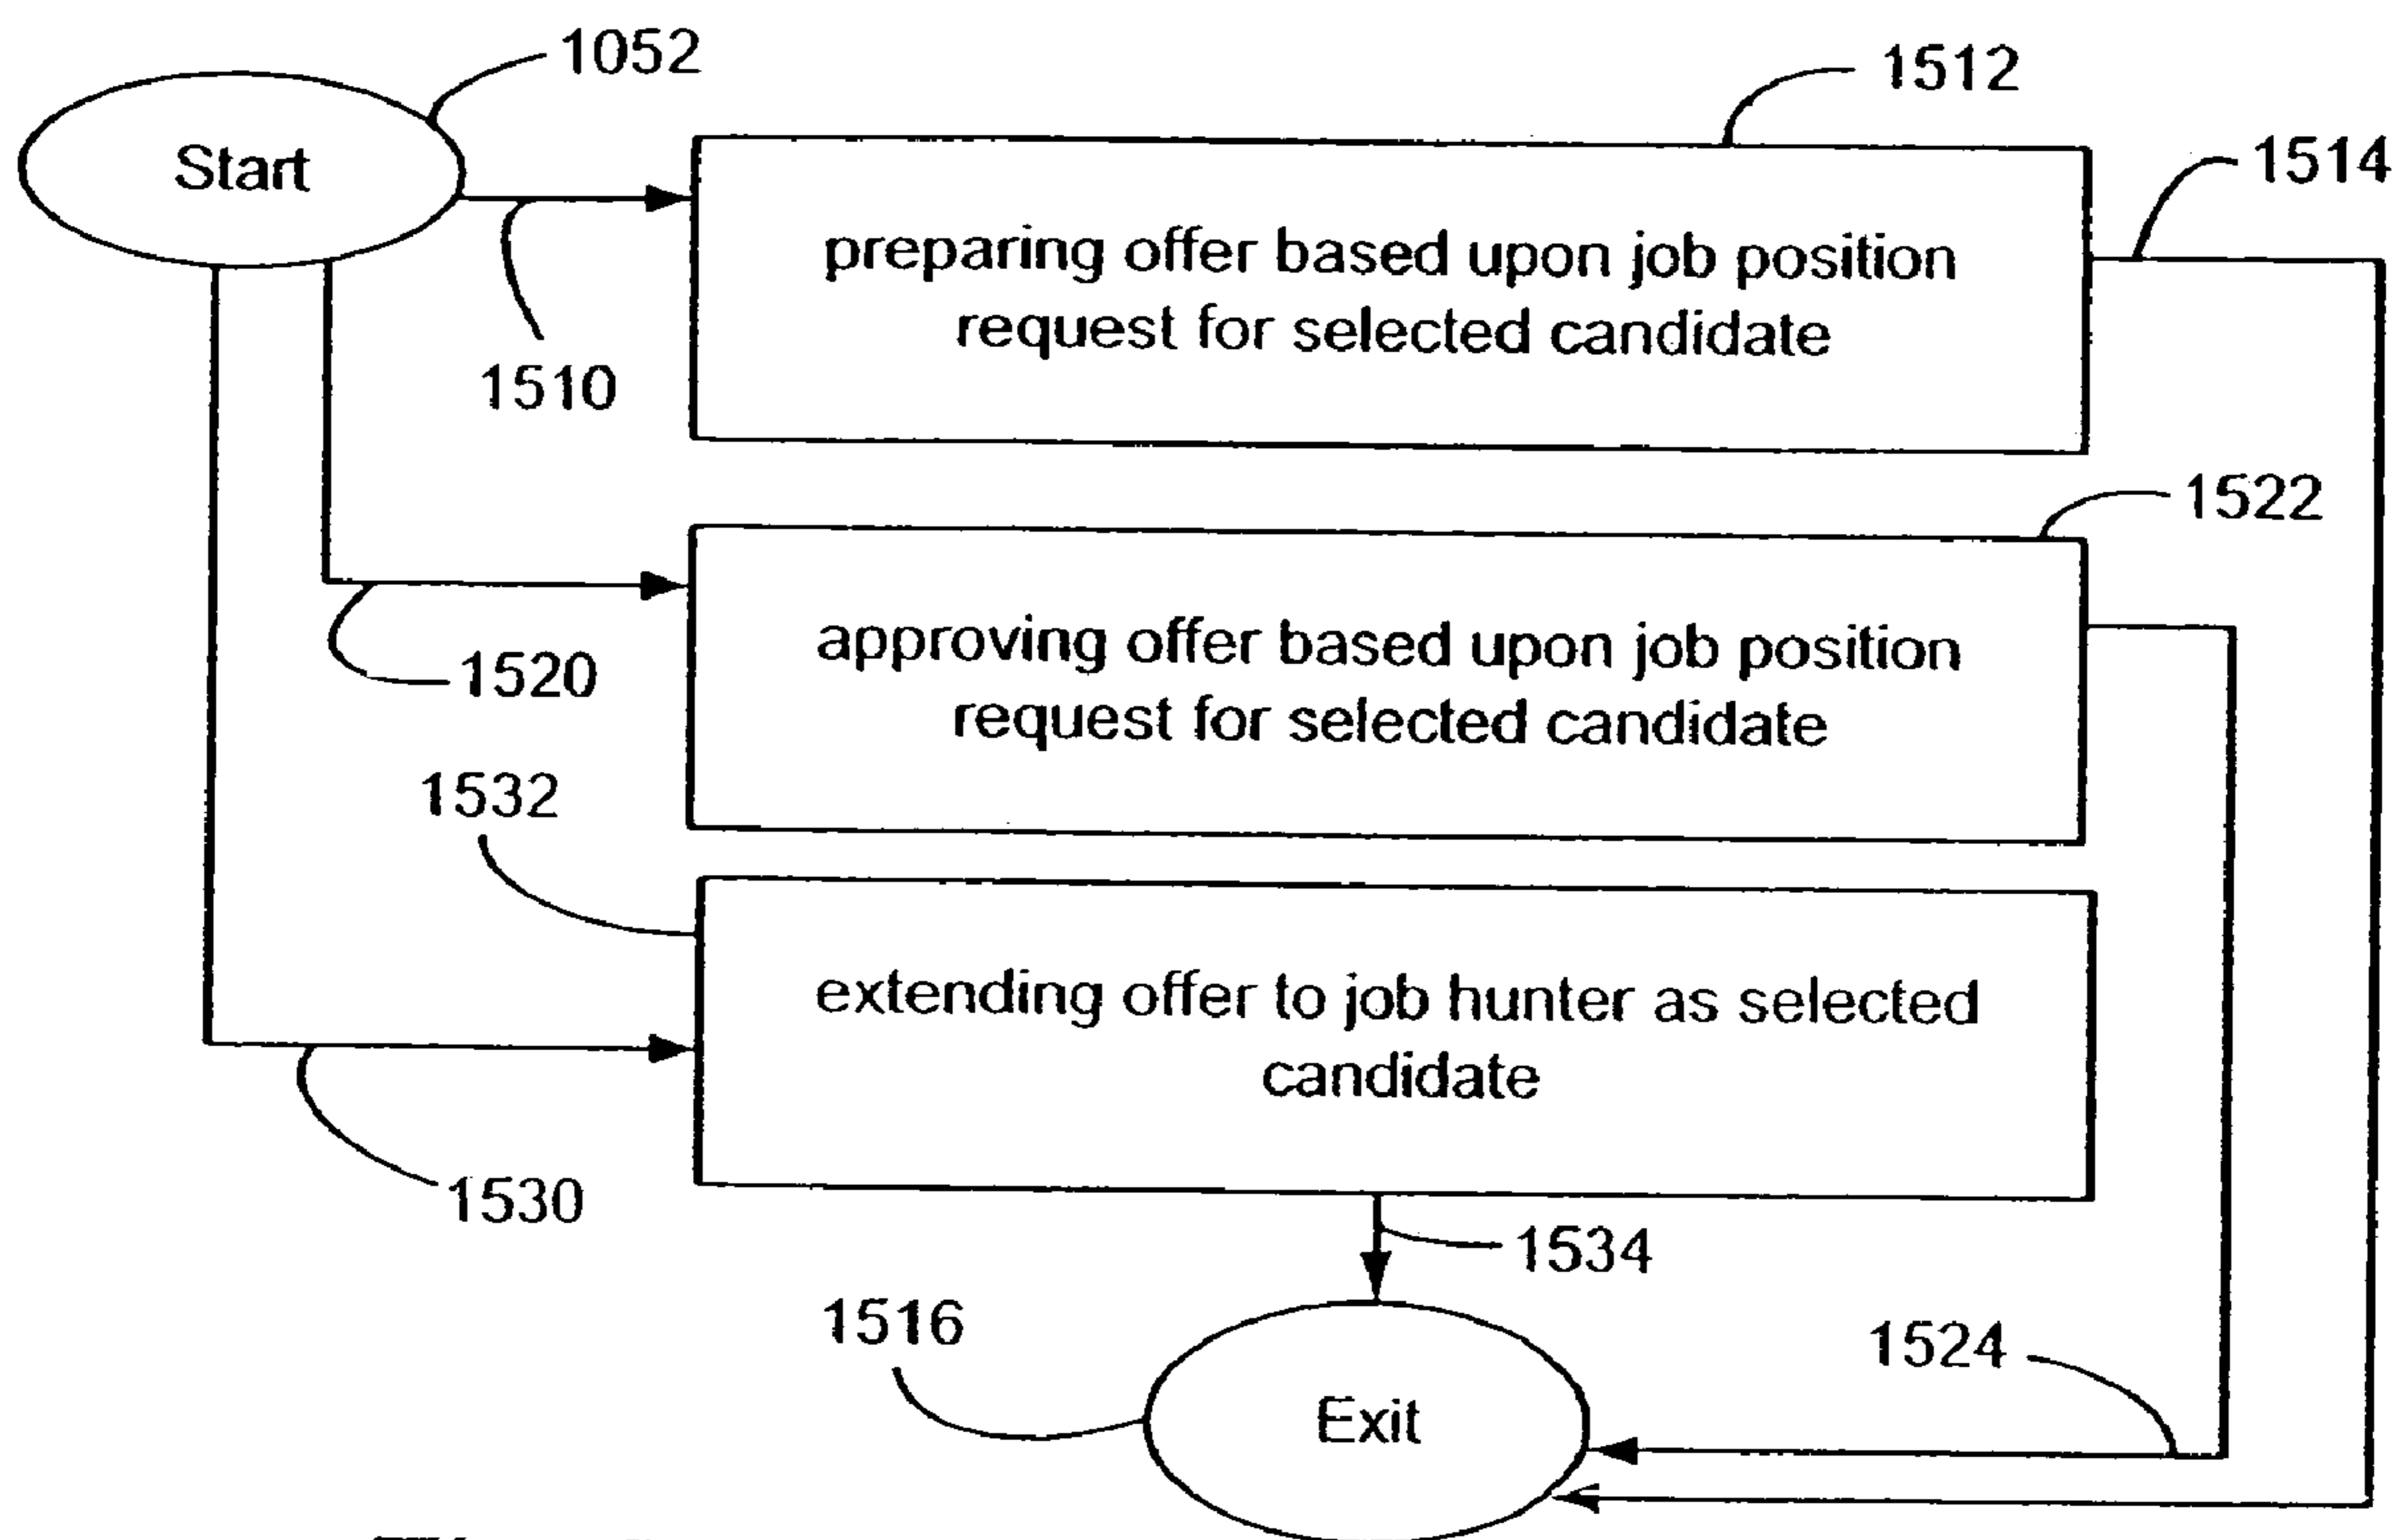 1052
1512
Start
1514
preparing offer based upon job position
request for selected candidate
1510
1522
approving offer based upon job position
1520
request for selected candidate
1532
extending offer to job hunter as selected
candidate
1530
1534
1516
1524
Exit